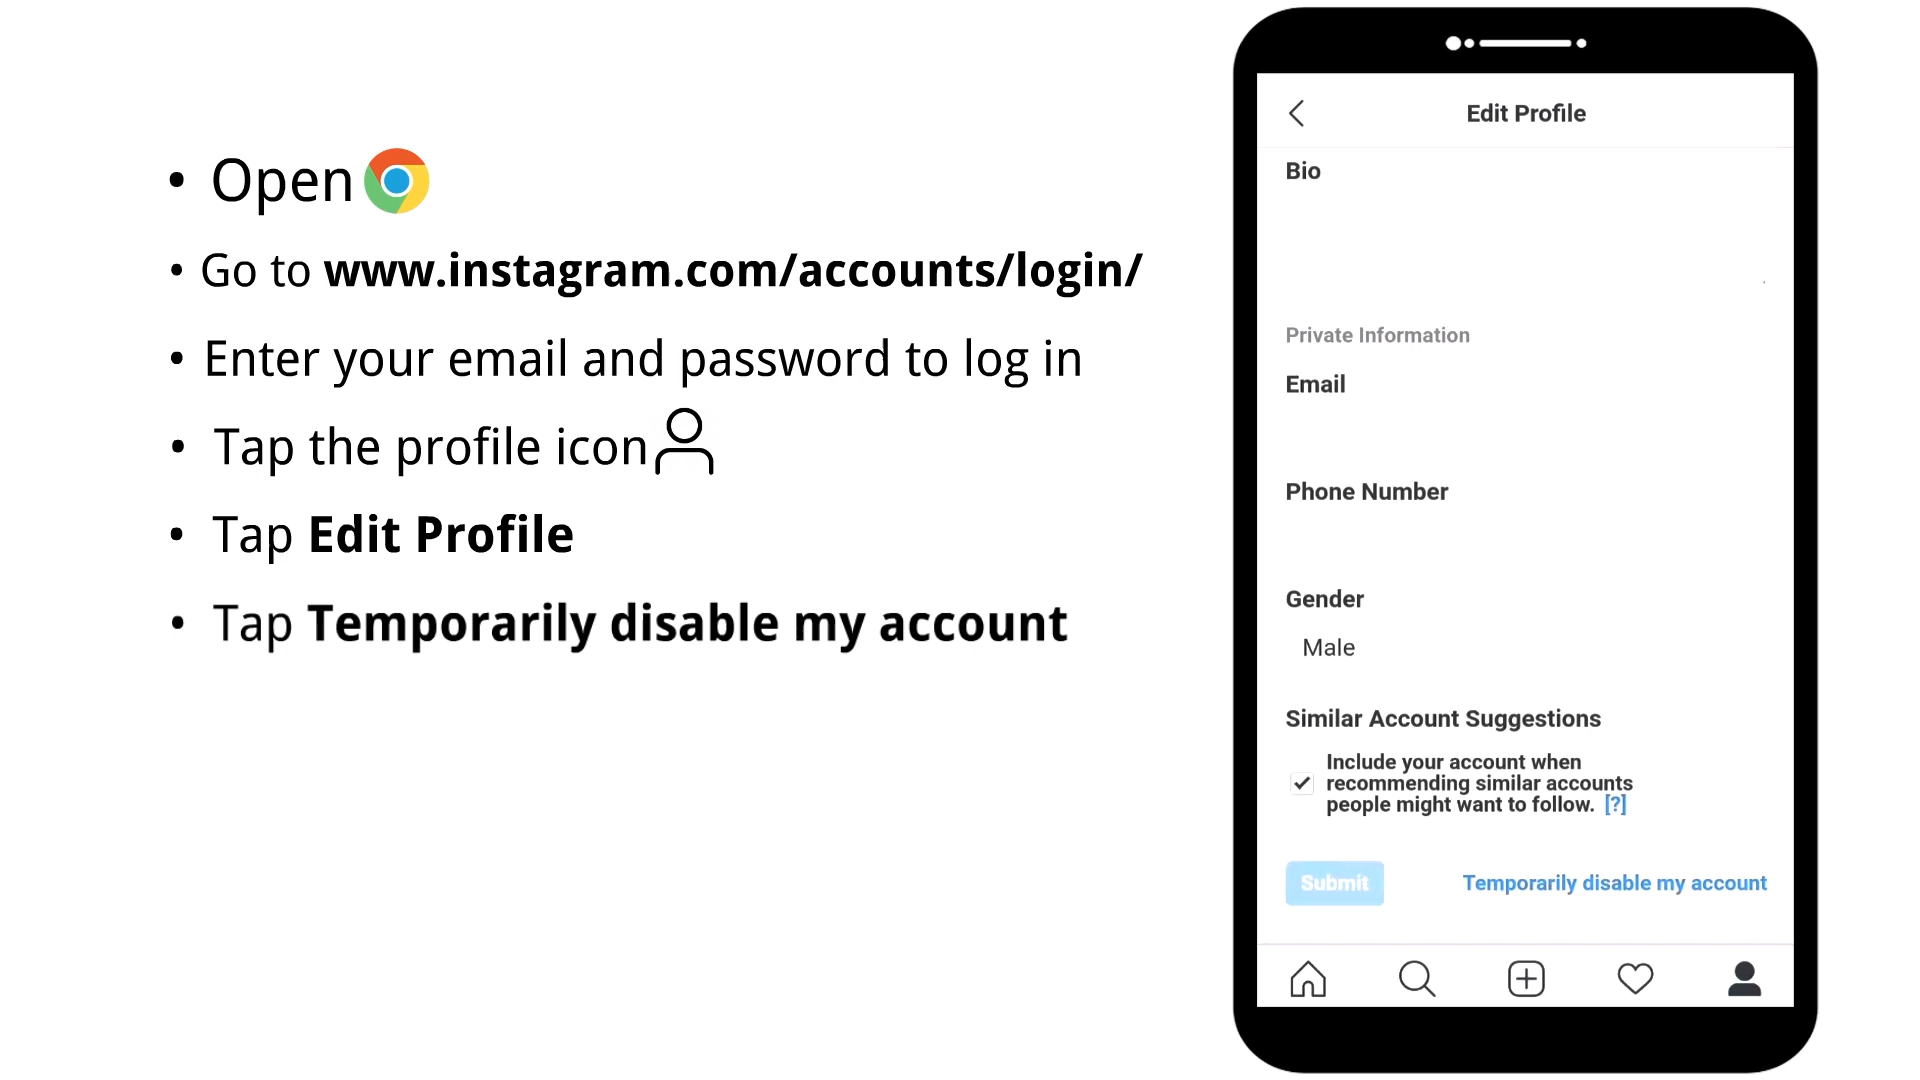 • Open
• Go to www.instagram.com/accounts/login/
• Enter your email and password to log in
• Tap the profile icon
• Tap Edit Profile
• Tap Temporarily disable my account
Edit Profile
Bio
Private Information
Email
Phone Number
Gender
Male
Similar Account Suggestions
Include your account when
recommending similar accounts
people might want to follow. [?]
Submit
Temporarily disable my account